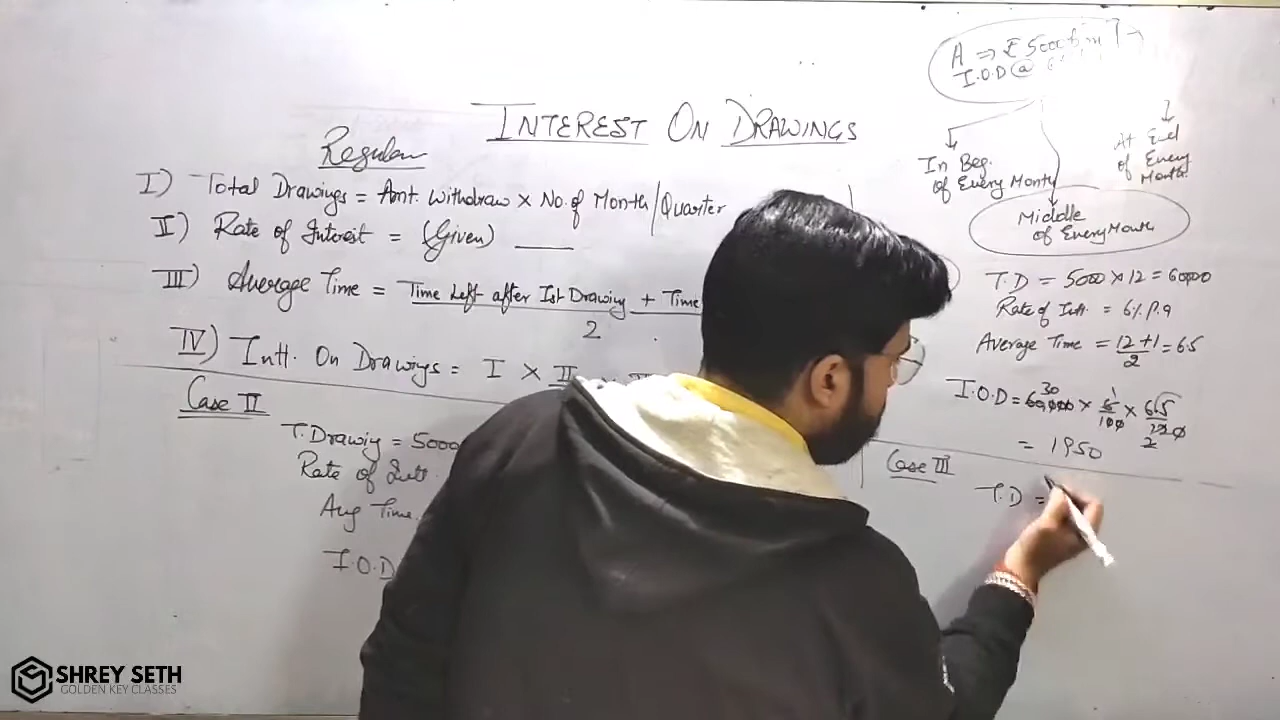 INTEREST ON DRAWINGS
Regular
I) Total Drawings = Amt. Withdraw × No. of Month/Quarter
II) Rate of Interest = (Given)
III) Average Time = Time Left after Ist Drawing + Time
2
IV) Intt. On Drawings = I × II
Case II
T. Drawing = 5000
Rate of Intt.
Avg Time.
I.O.D
A ⇒ ₹ 5000
I.O.D @
In Beg.
of Every Month
Middle
of Every Month
At End
of Every
Month.
T.D = 5000 × 12 = 60,000
Rate of Intt. = 6% P.a
Average Time = 12+1 = 6.5
2
I.O.D = 60,000 × 6 × 6.5
= 1950
Case III
T.D =
SHREY SETH
GOLDEN KEY CLASSES